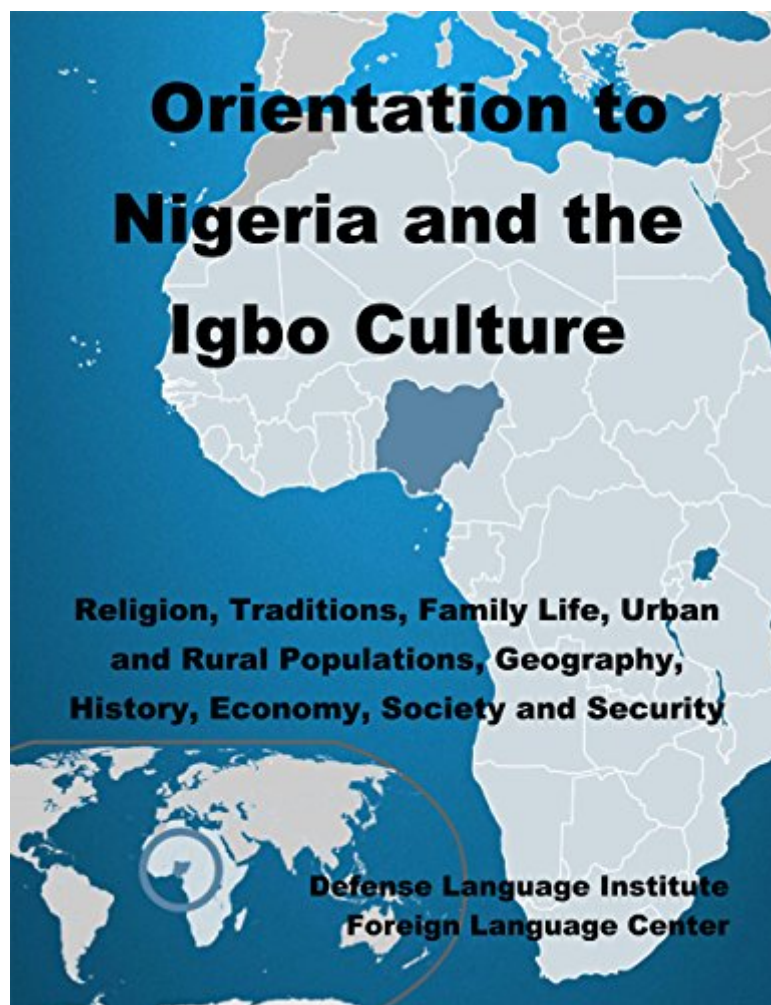 Orientation to
Nigeria and the
Igbo Culture
Religion, Traditions, Family Life, Urban
and Rural Populations, Geography,
History, Economy, Society and Security
Defense Language Institute
Foreign Language Center